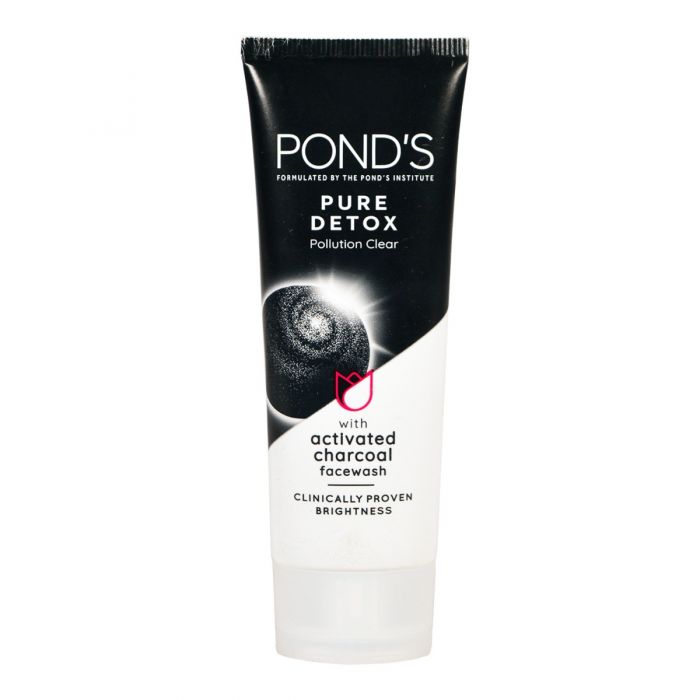 POND'S
FORMULATED BY THE POND'S INSTITUTE
PURE
DETOX
Pollution Clear
with
activated
charcoal
facewash
CLINICALLY PROVEN
BRIGHTNESS